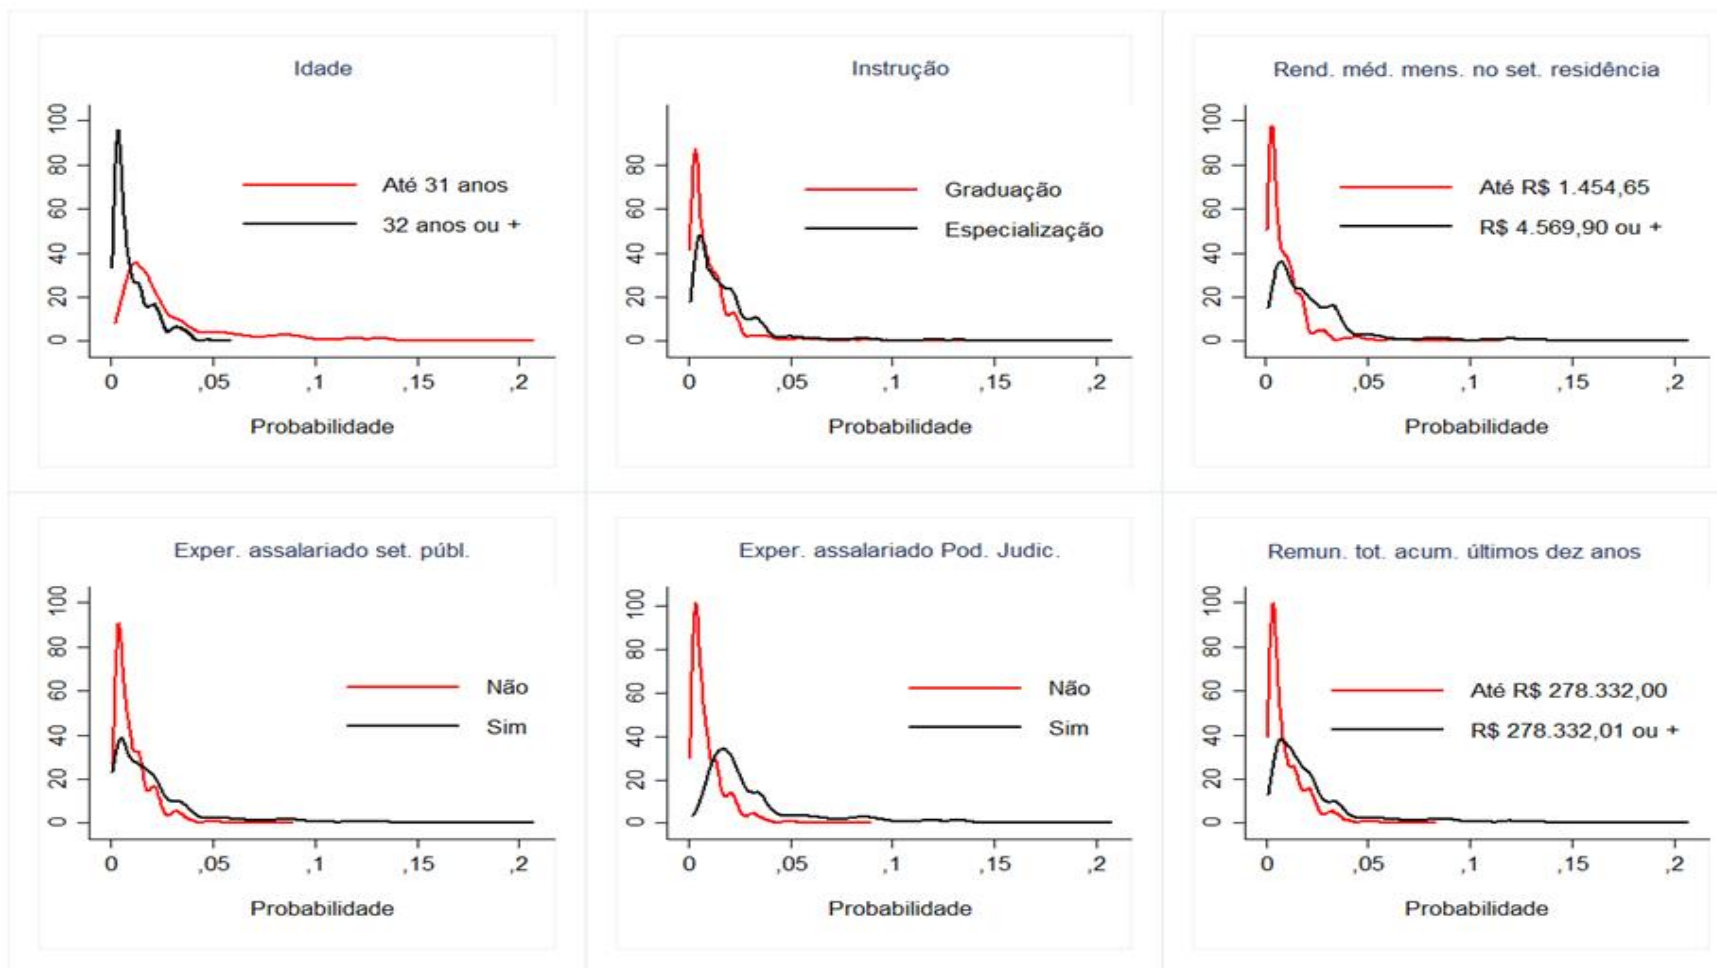 Idade
100
80
60
40
20
0
Até 31 anos
32 anos ou +
0 ,05 ,1 ,15 ,2
Probabilidade
Instrução
80
60
40
20
0
Graduação
Especialização
0 ,05 ,1 ,15 ,2
Probabilidade
Rend. méd. mens. no set. residência
100
80
60
40
20
0
Até R$ 1.454,65
R$ 4.569,90 ou +
0 ,05 ,1 ,15 ,2
Probabilidade
Exper. assalariado set. públ.
100
80
60
40
20
0
Não
Sim
0 ,05 ,1 ,15 ,2
Probabilidade
Exper. assalariado Pod. Judic.
100
80
60
40
20
0
Não
Sim
0 ,05 ,1 ,15 ,2
Probabilidade
Remun. tot. acum. últimos dez anos
100
80
60
40
20
0
Até R$ 278.332,00
R$ 278.332,01 ou +
0 ,05 ,1 ,15 ,2
Probabilidade